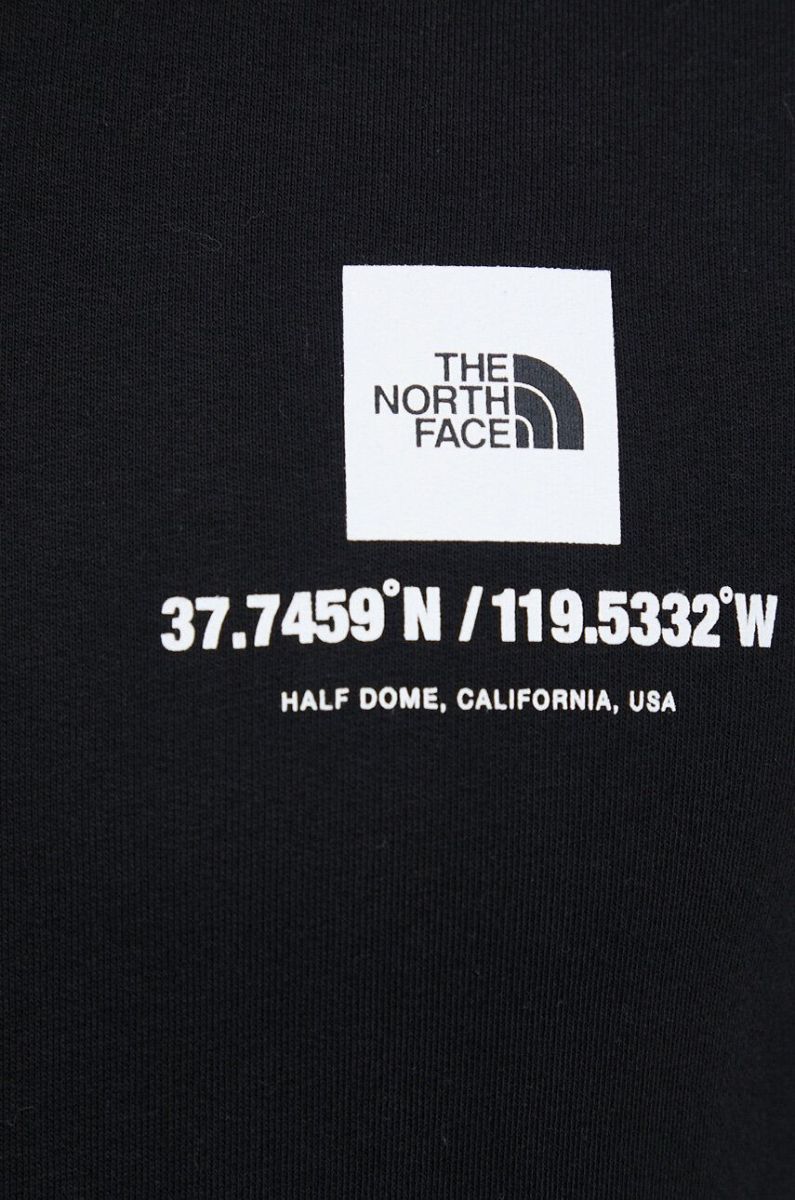 THE
NORTH
FACE
37.7459°N / 119.5332°W
HALF DOME, CALIFORNIA, USA